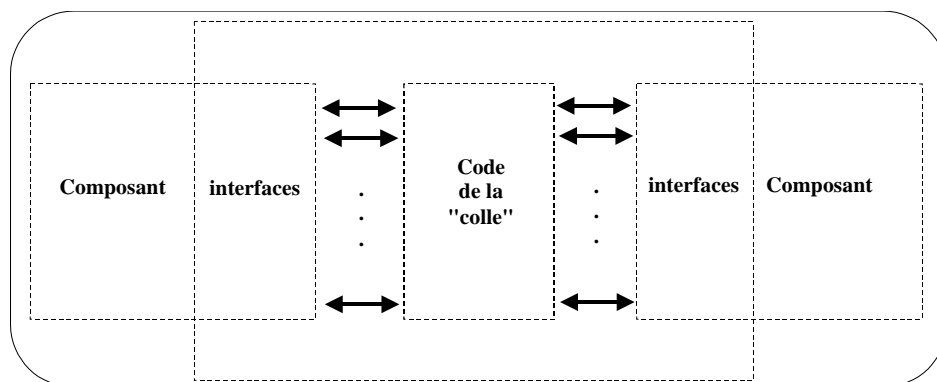 Composant
interfaces
Code
de la
"colle"
interfaces
Composant